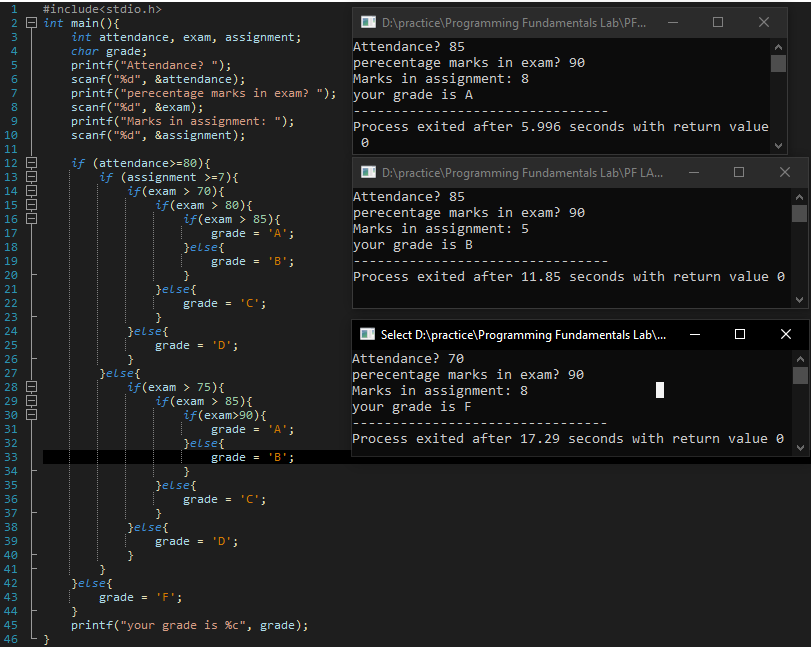 1 #include<stdio.h>
2 int main(){
3 int attendance, exam, assignment;
4 char grade;
5 printf("Attendance? ");
6 scanf("%d", &attendance);
7 printf("perecentage marks in exam? ");
8 scanf("%d", &exam);
9 printf("Marks in assignment: ");
10 scanf("%d", &assignment);
11
12 if (attendance>=80){
13 if (assignment >=7){
14 if(exam > 70){
15 if(exam > 80){
16 if(exam > 85){
17 grade = 'A';
18 }else{
19 grade = 'B';
20 }
21 }else{
22 grade = 'C';
23 }
24 }else{
25 grade = 'D';
26 }
27 }else{
28 if(exam > 75){
29 if(exam > 85){
30 if(exam>90){
31 grade = 'A';
32 }else{
33 grade = 'B';
34 }
35 }else{
36 grade = 'C';
37 }
38 }else{
39 grade = 'D';
40 }
41 }
42 }else{
43 grade = 'F';
44 }
45 printf("your grade is %c", grade);
46 }
D:\practice\Programming Fundamentals Lab\PF...
Attendance? 85
perecentage marks in exam? 90
Marks in assignment: 8
your grade is A
--------------------------------
Process exited after 5.996 seconds with return value
0
D:\practice\Programming Fundamentals Lab\PF LA...
Attendance? 85
perecentage marks in exam? 90
Marks in assignment: 5
your grade is B
--------------------------------
Process exited after 11.85 seconds with return value 0
Select D:\practice\Programming Fundamentals Lab\...
Attendance? 70
perecentage marks in exam? 90
Marks in assignment: 8
your grade is F
--------------------------------
Process exited after 17.29 seconds with return value 0